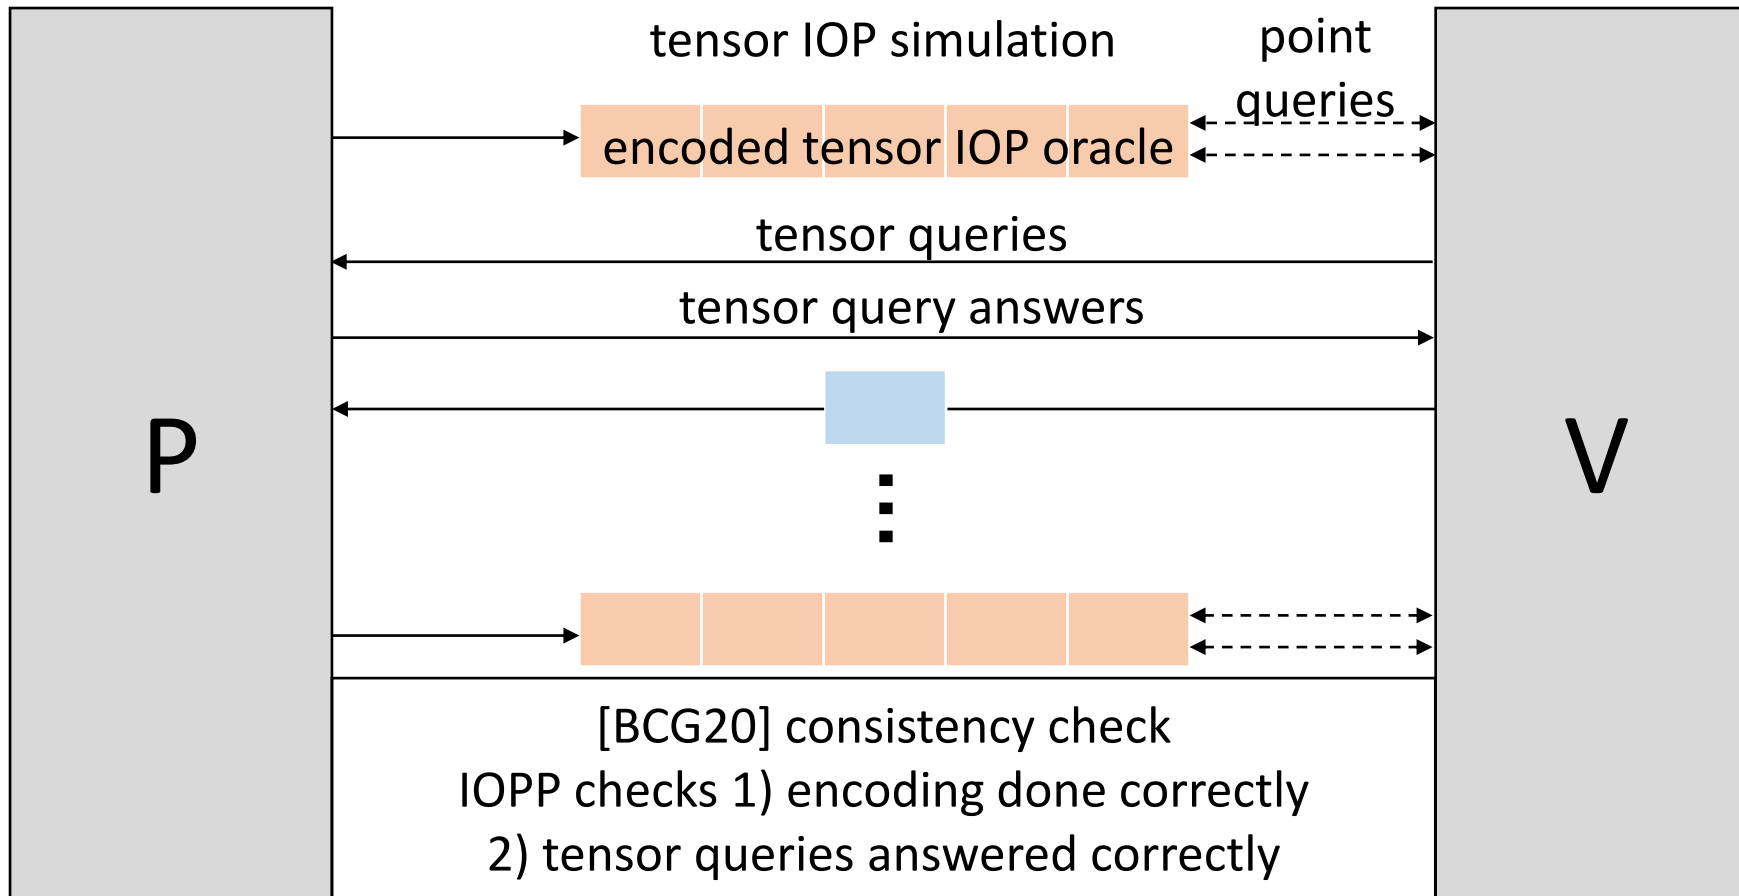 tensor IOP simulation
point
queries
encoded tensor IOP oracle
tensor queries
tensor query answers
P
V
[BCG20] consistency check
IOPP checks 1) encoding done correctly
2) tensor queries answered correctly